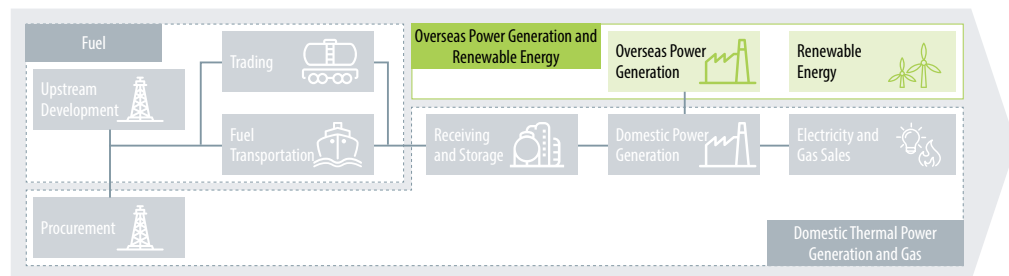 Fuel
Upstream
Development
Trading
Fuel
Transportation
Procurement
Overseas Power Generation and
Renewable Energy
Overseas Power
Generation
Renewable
Energy
Receiving
and Storage
Domestic Power
Generation
Electricity and
Gas Sales
Domestic Thermal Power
Generation and Gas